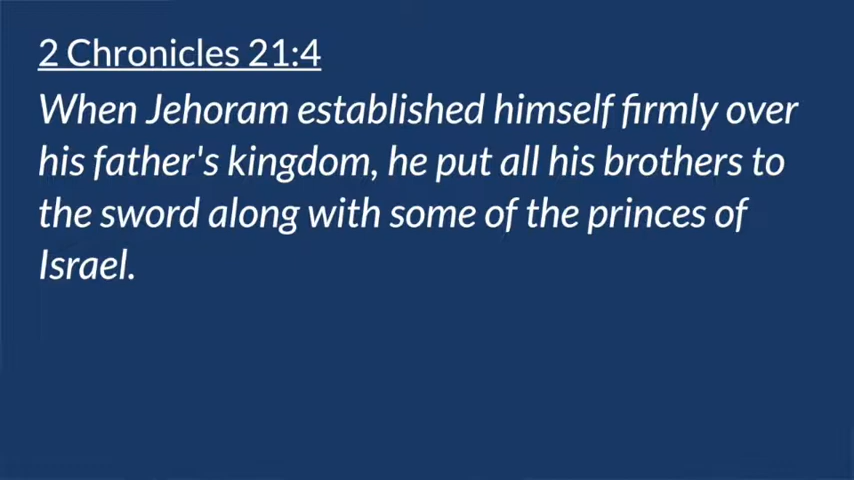 2 Chronicles 21:4
When Jehoram established himself firmly over
his father's kingdom, he put all his brothers to
the sword along with some of the princes of
Israel.